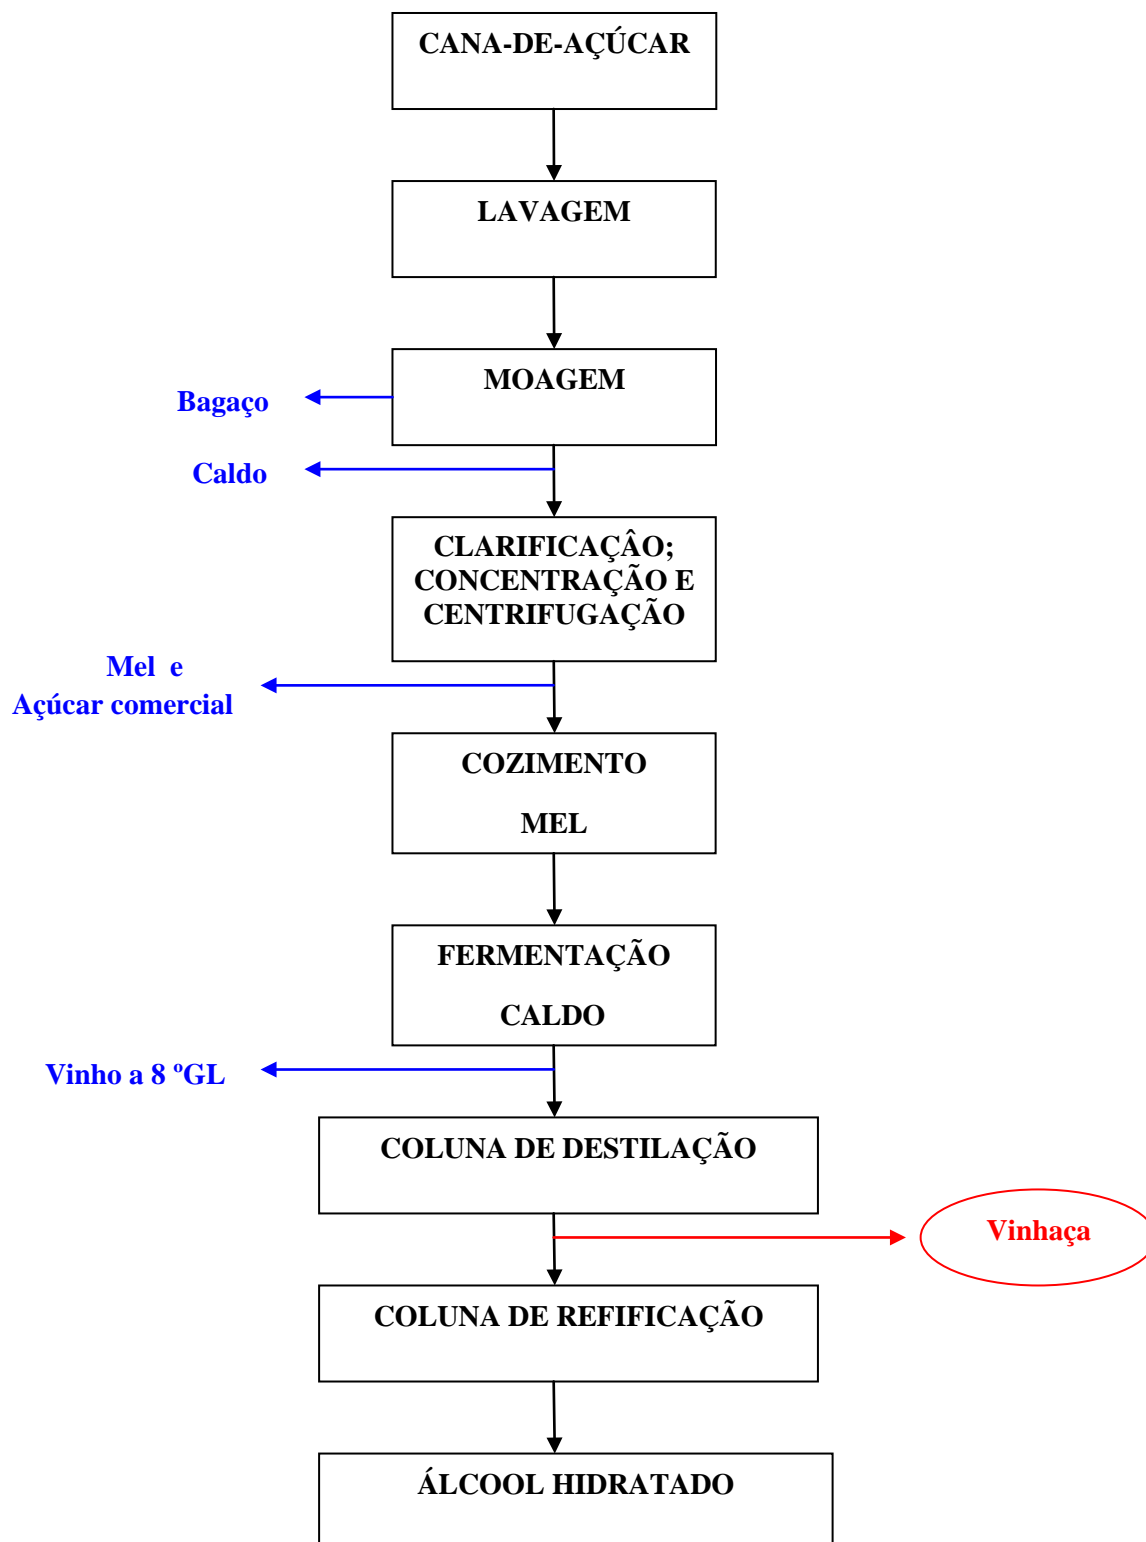 CANA-DE-AÇÚCAR
LAVAGEM
MOAGEM
Bagaço
Caldo
CLARIFICAÇÂO;
CONCENTRAÇÃO E
CENTRIFUGAÇÃO
Mel e
Açúcar comercial
COZIMENTO
MEL
FERMENTAÇÃO
CALDO
Vinho a 8 ºGL
COLUNA DE DESTILAÇÃO
Vinhaça
COLUNA DE REFIFICAÇÃO
ÁLCOOL HIDRATADO